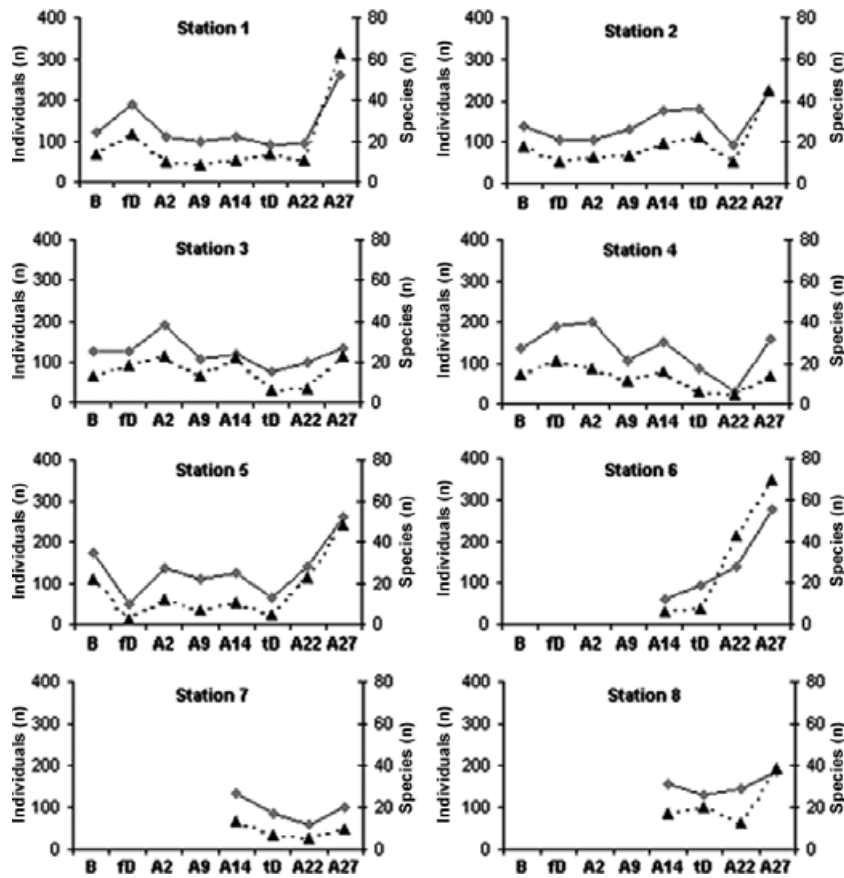 Station 1
Individuals (n)
400
300
200
100
0
80
60
40
20
0
Species (n)
B fD A2 A9 A14 tD A22 A27
Station 2
Individuals (n)
400
300
200
100
0
80
60
40
20
0
Species (n)
B fD A2 A9 A14 tD A22 A27
Station 3
Individuals (n)
400
300
200
100
0
80
60
40
20
0
Species (n)
B fD A2 A9 A14 tD A22 A27
Station 4
Individuals (n)
400
300
200
100
0
80
60
40
20
0
Species (n)
B fD A2 A9 A14 tD A22 A27
Station 5
Individuals (n)
400
300
200
100
0
80
60
40
20
0
Species (n)
B fD A2 A9 A14 tD A22 A27
Station 6
Individuals (n)
400
300
200
100
0
80
60
40
20
0
Species (n)
B fD A2 A9 A14 tD A22 A27
Station 7
Individuals (n)
400
300
200
100
0
80
60
40
20
0
Species (n)
B fD A2 A9 A14 tD A22 A27
Station 8
Individuals (n)
400
300
200
100
0
80
60
40
20
0
Species (n)
B fD A2 A9 A14 tD A22 A27